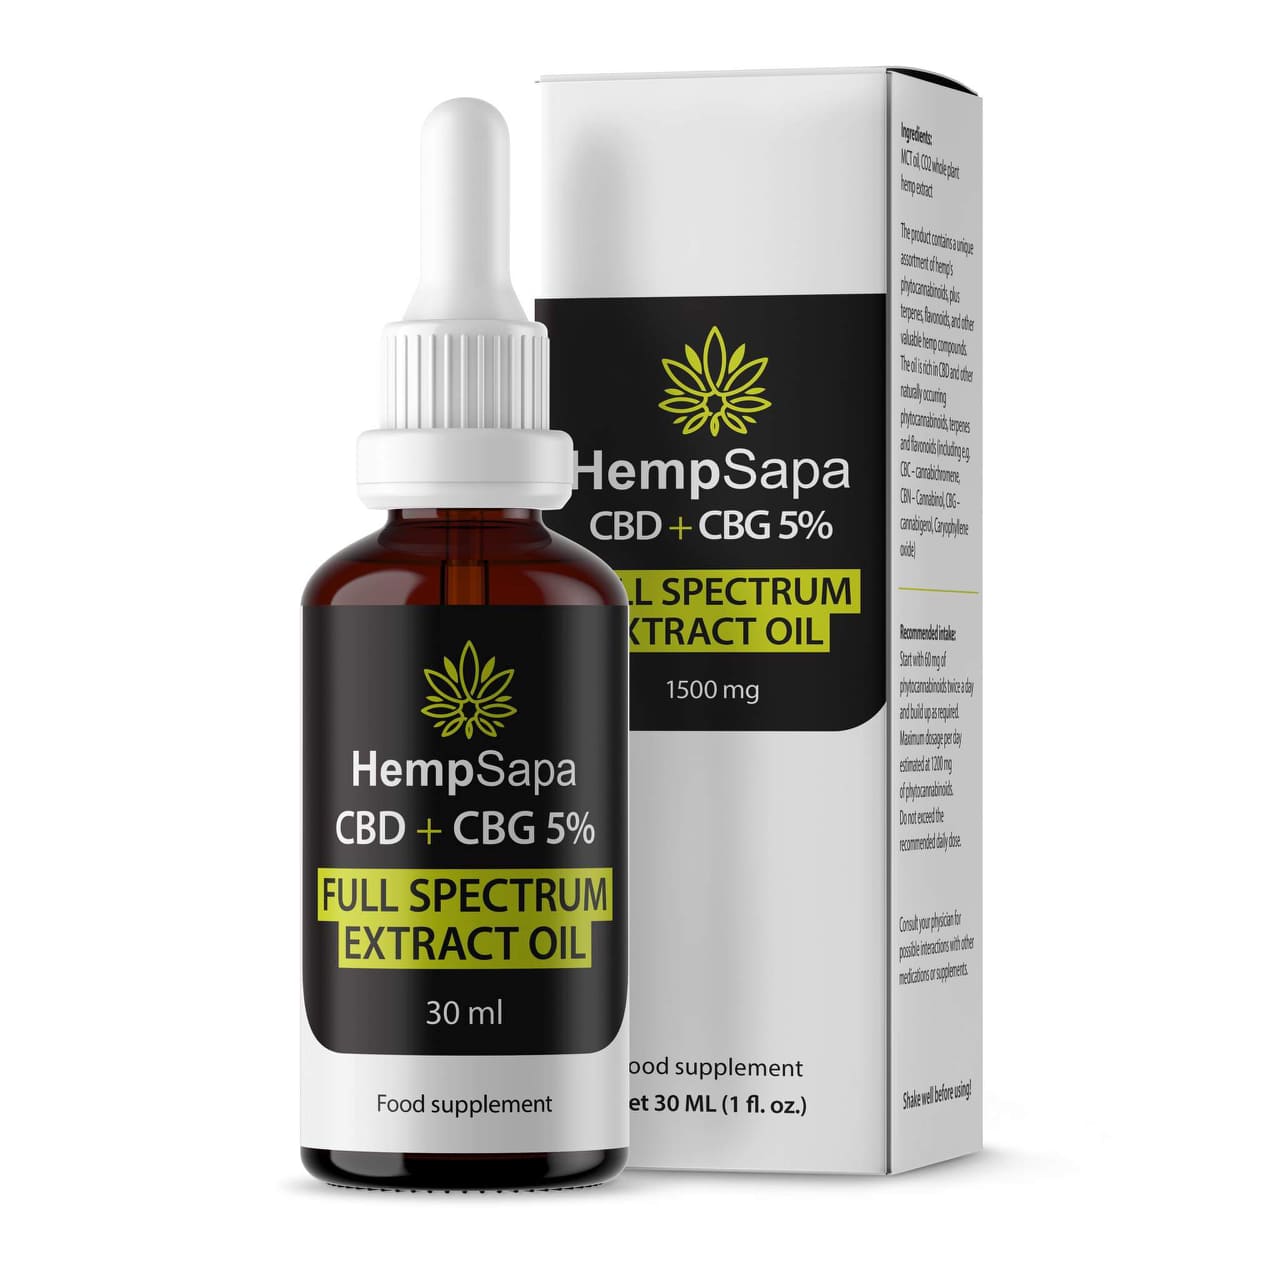 HempSapa
CBD + CBG 5%
FULL SPECTRUM
EXTRACT OIL
30 ml
Food supplement
HempSapa
CBD + CBG 5%
SPECTRUM
OIL
1500 mg
supplement
30 ML (1 fl. oz.)
Ingredients:
MCT oil, CO2 whole plant
hemp extract
The product contains a unique
assortment of hemp's
phytocannabinoids, plus
terpenes, flavonoids, and other
valuable hemp compounds.
The oil is rich in CBD and other
naturally occurring
phytocannabinoids, terpenes
and flavonoids (including e.g.
CBC – cannabichromene,
CBN – Cannabinol, CBG –
cannabigerol, Caryophyllene
oxide)
Recommended intake:
Start with 60 mg of
phytocannabinoids twice a day
and build up as required.
Maximum dosage per day
estimated at 1200 mg
of phytocannabinoids.
Do not exceed the
recommended daily dose.
Consult your physician for
possible interactions with other
medications or supplements.
Shake well before using!